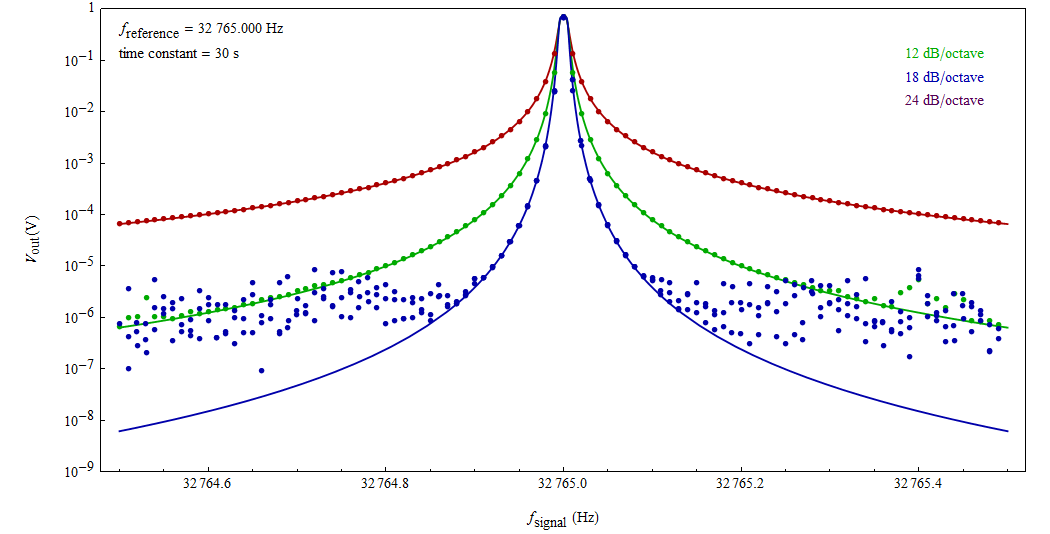 f_reference = 32 765.000 Hz
time constant = 30 s
12 dB/octave
18 dB/octave
24 dB/octave
V_out(V)
1
10^−1
10^−2
10^−3
10^−4
10^−5
10^−6
10^−7
10^−8
10^−9
32 764.6 32 764.8 32 765.0 32 765.2 32 765.4
f_signal (Hz)